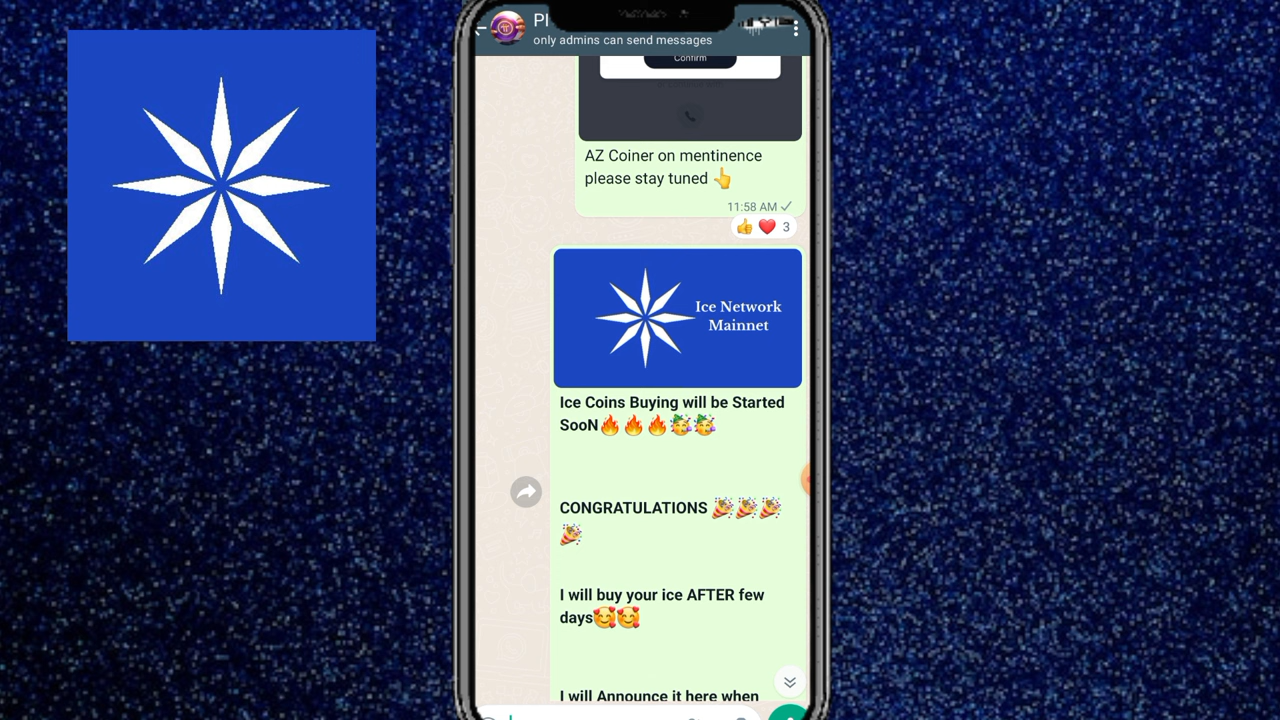 PI
only admins can send messages
Confirm
AZ Coiner on mentinence
please stay tuned 👆
11:58 AM
3
Ice Network
Mainnet
Ice Coins Buying will be Started
SooN🔥🔥🔥🥳🥳
CONGRATULATIONS 🎉🎉🎉
🎉
I will buy your ice AFTER few
days🥰🥰
I will Announce it here when